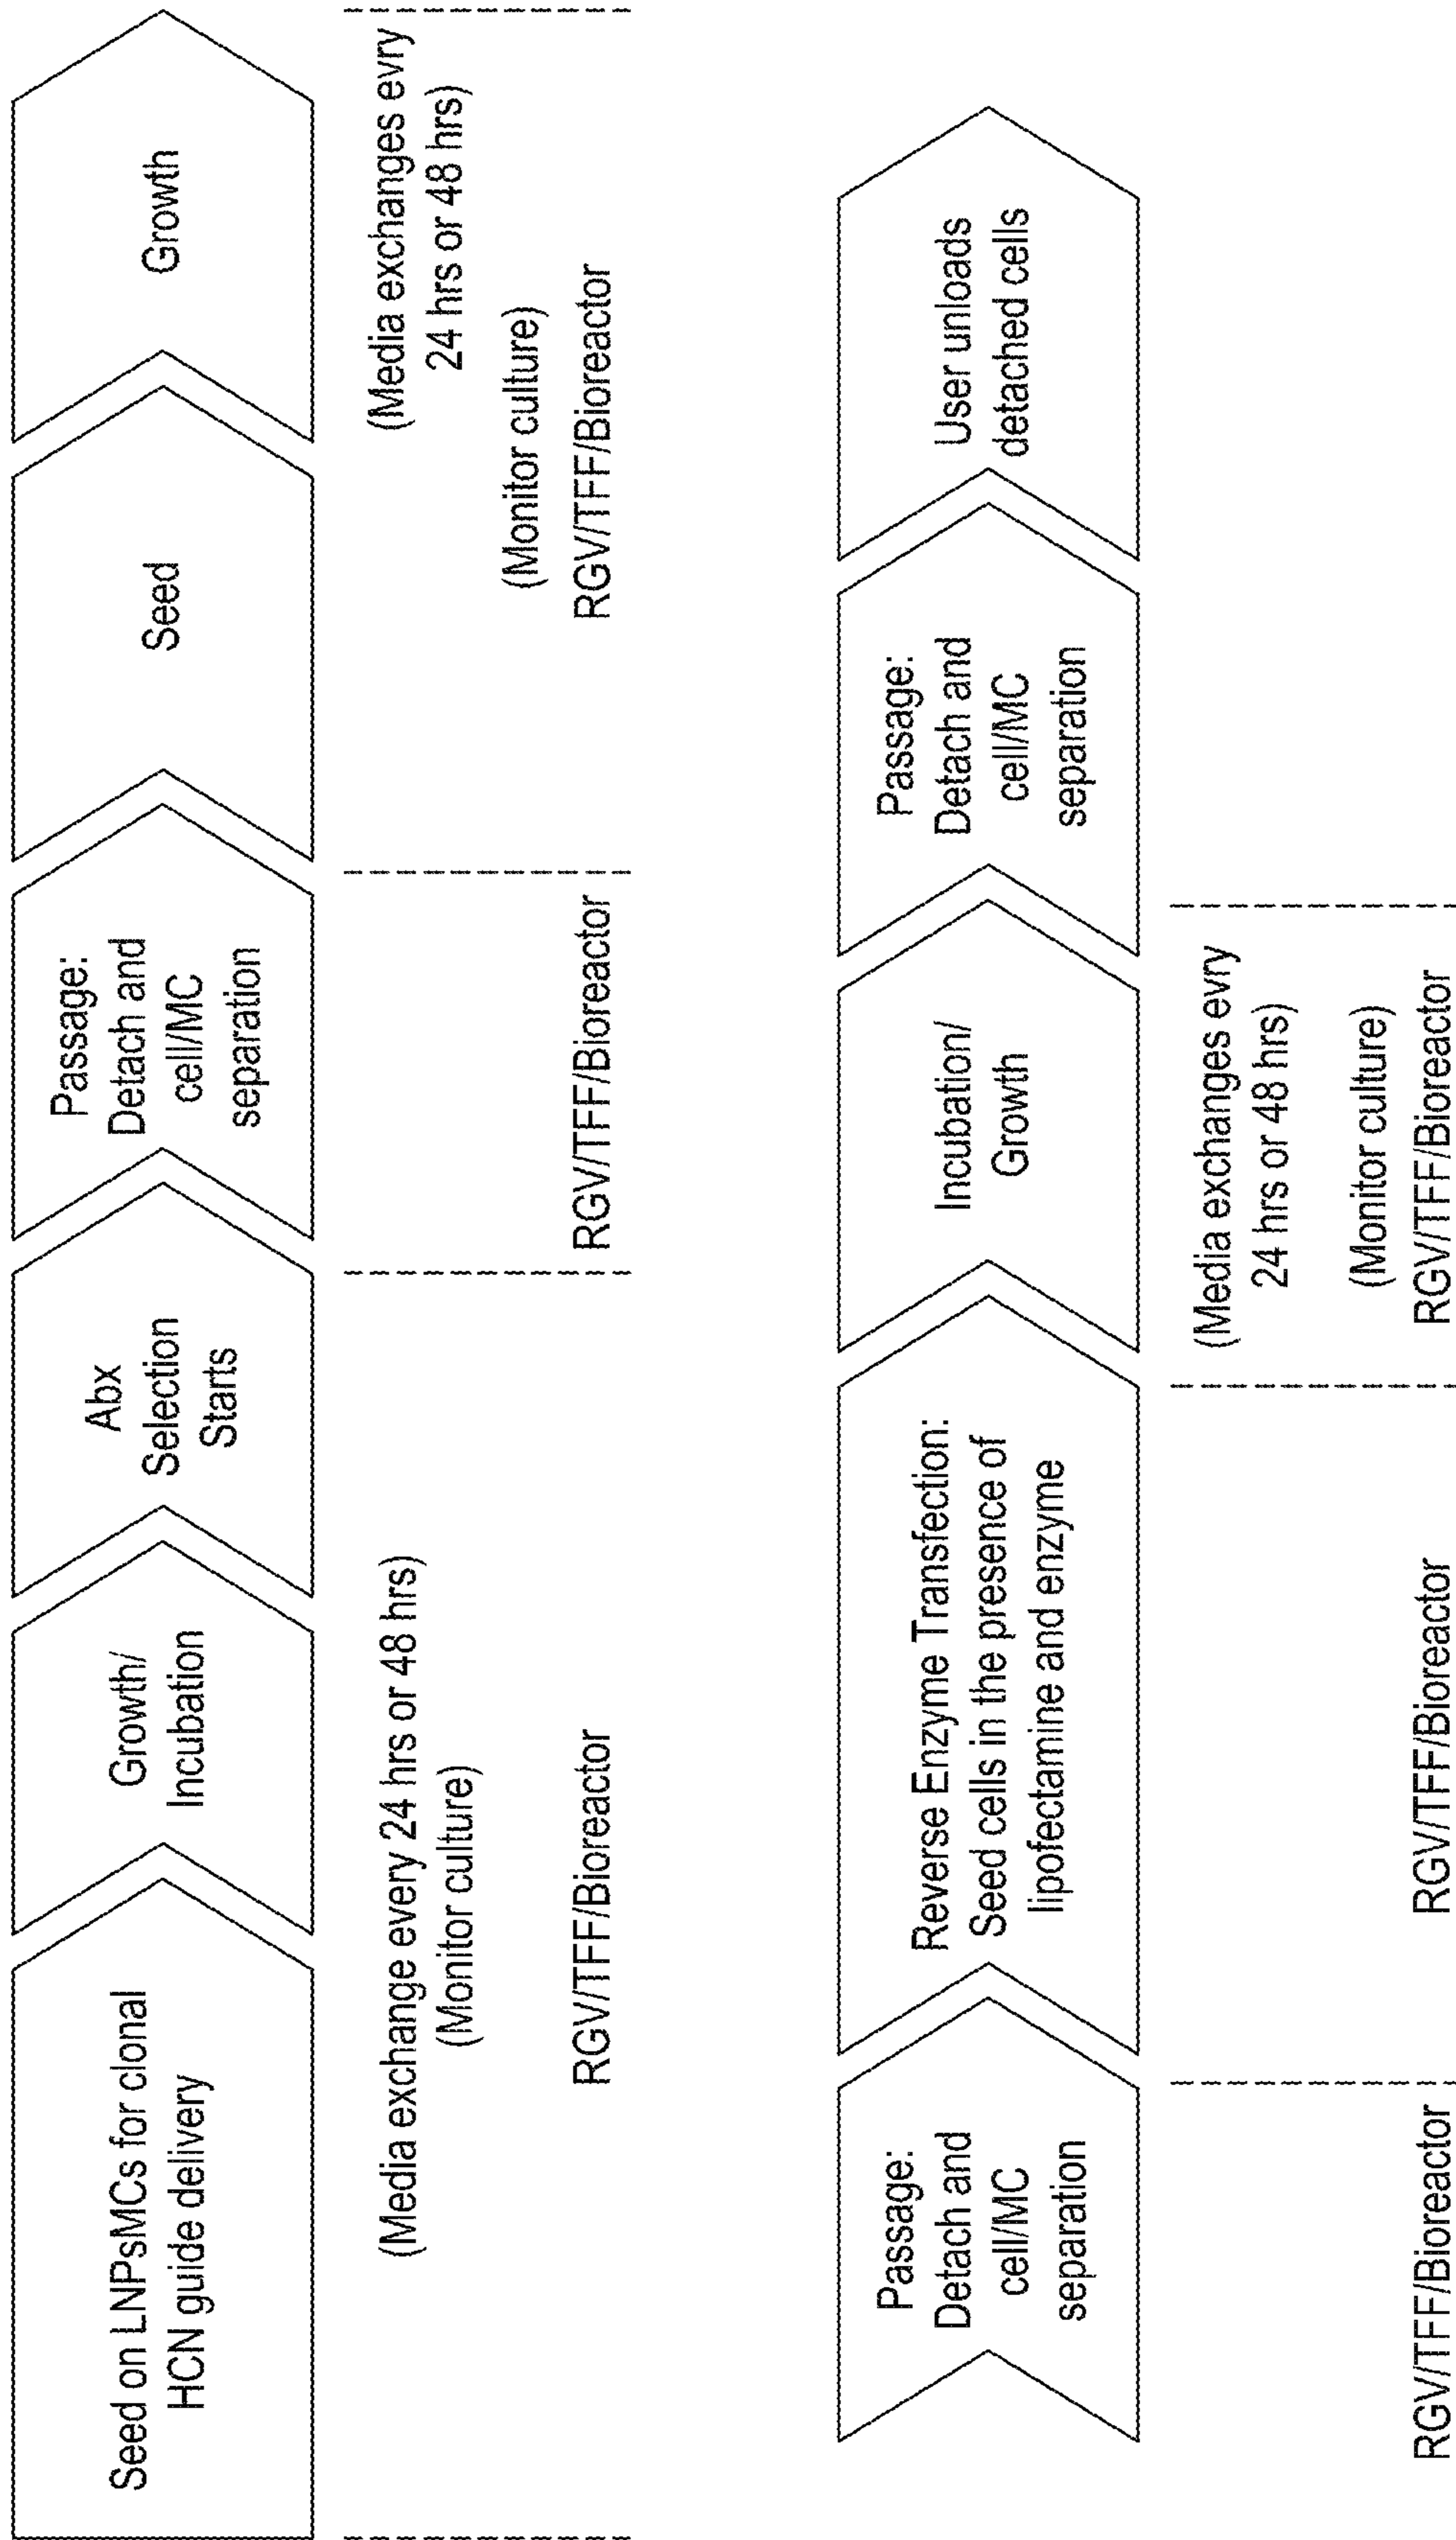 Seed on LNPsMCs for clonal
HCN guide delivery
Growth/
Incubation
Abx
Selection
Starts
Passage:
Detach and
cell/MC
separation
Seed
Growth
(Media exchange every 24 hrs or 48 hrs)
(Monitor culture)
RGV/TFF/Bioreactor
RGV/TFF/Bioreactor
(Media exchanges evry
24 hrs or 48 hrs)
(Monitor culture)
RGV/TFF/Bioreactor
Passage:
Detach and
cell/MC
separation
Reverse Enzyme Transfection:
Seed cells in the presence of
lipofectamine and enzyme
Incubation/
Growth
Passage:
Detach and
cell/MC
separation
User unloads
detached cells
RGV/TFF/Bioreactor
RGV/TFF/Bioreactor
(Media exchanges evry
24 hrs or 48 hrs)
(Monitor culture)
RGV/TFF/Bioreactor